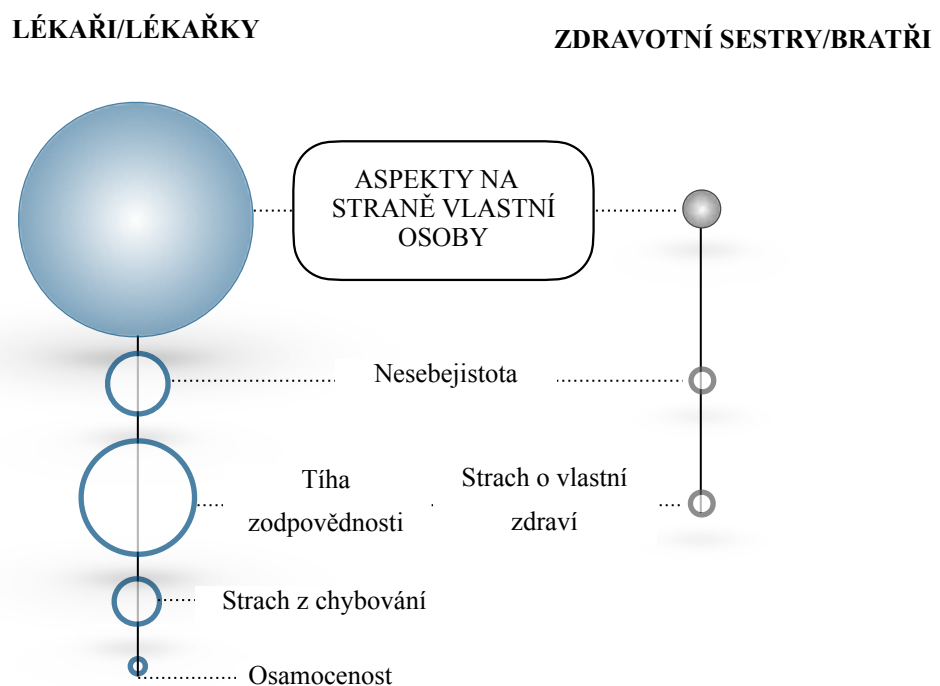 LÉKAŘI/LÉKAŘKY
ZDRAVOTNÍ SESTRY/BRATŘI
ASPEKTY NA
STRANĚ VLASTNÍ
OSOBY
Nesebejistota
Tíha
zodpovědnosti
Strach o vlastní
zdraví
Strach z chybování
Osamocenost